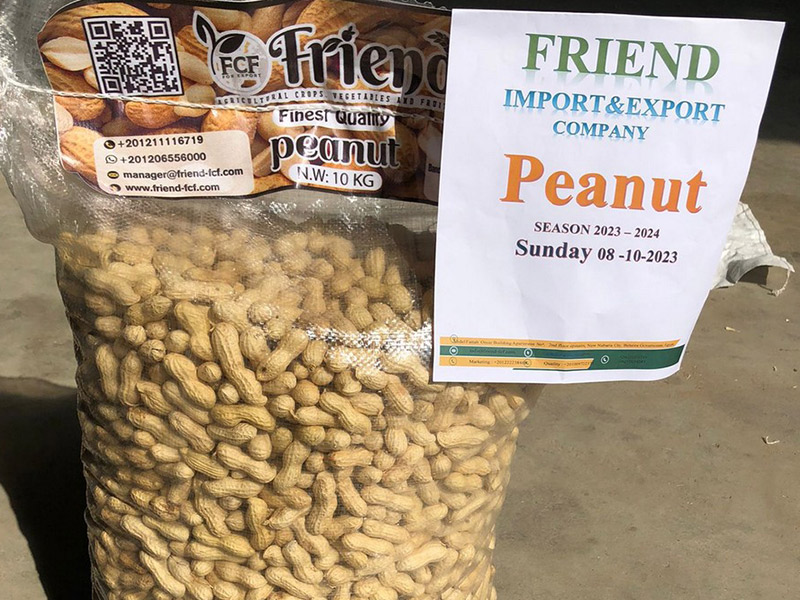 FCF
FOR EXPORT
Friend
AGRICULTURAL CROPS, VEGETABLES AND FRUI
Finest Quality
peanut
N.W: 10 KG
+201211116719
+201206556000
manager@friend-fcf.com
www.friend-fcf.com
FRIEND
IMPORT&EXPORT
COMPANY
Peanut
SEASON 2023 – 2024
Sunday 08 -10-2023